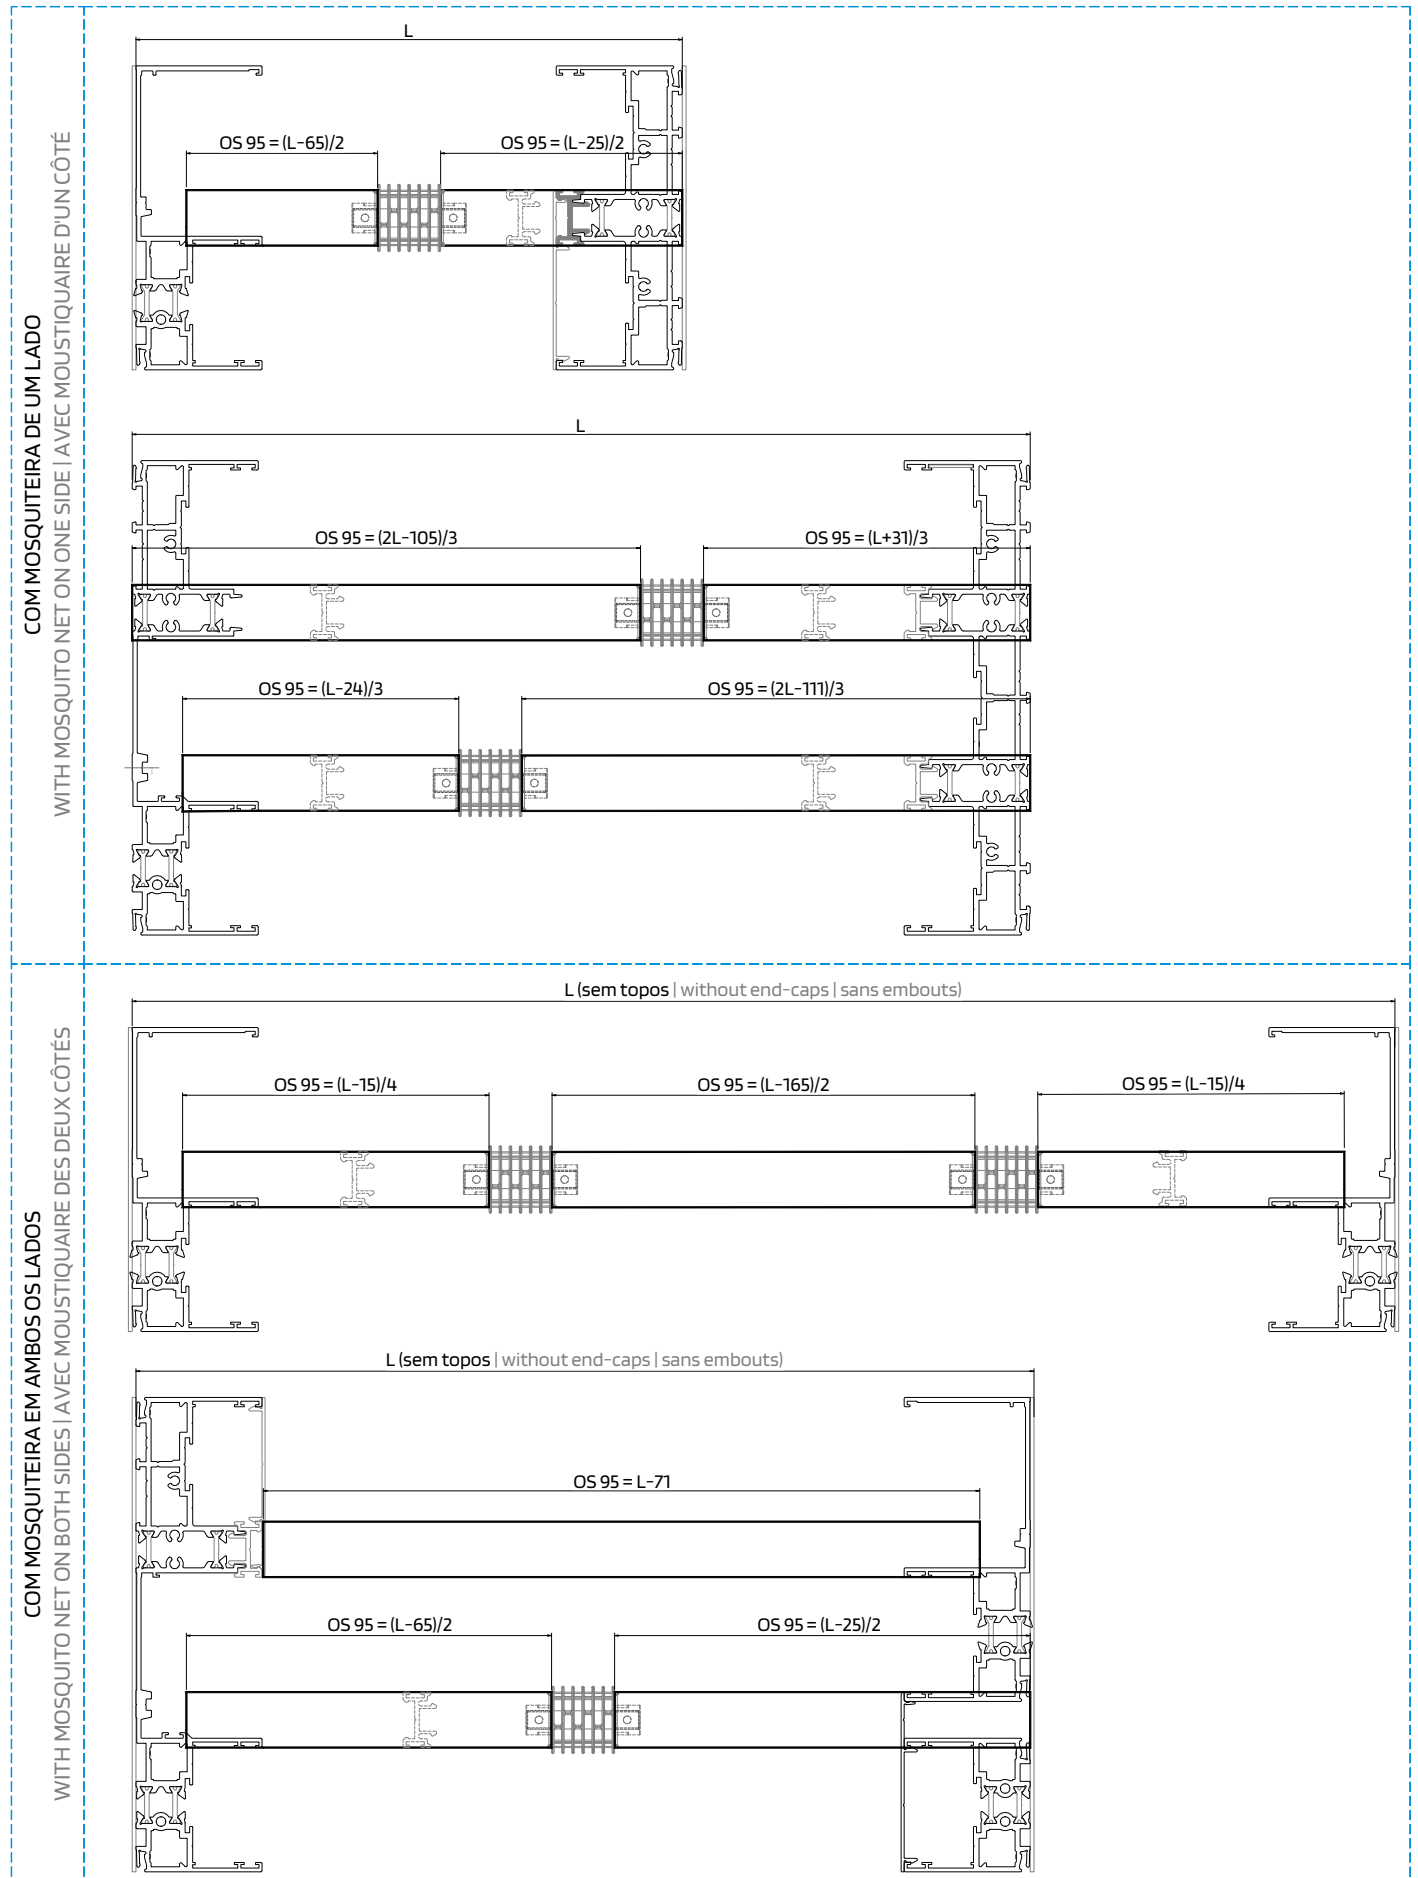 COM MOSQUITEIRA DE UM LADO
WITH MOSQUITO NET ON ONE SIDE | AVEC MOUSTIQUAIRE D'UN CÔTÉ
L
OS 95 = (L-65)/2
OS 95 = (L-25)/2
L
OS 95 = (2L-105)/3
OS 95 = (L+31)/3
OS 95 = (L-24)/3
OS 95 = (2L-111)/3
COM MOSQUITEIRA EM AMBOS OS LADOS
WITH MOSQUITO NET ON BOTH SIDES | AVEC MOUSTIQUAIRE DES DEUX CÔTÉS
L (sem topos | without end-caps | sans embouts)
OS 95 = (L-15)/4
OS 95 = (L-165)/2
OS 95 = (L-15)/4
L (sem topos | without end-caps | sans embouts)
OS 95 = L-71
OS 95 = (L-65)/2
OS 95 = (L-25)/2